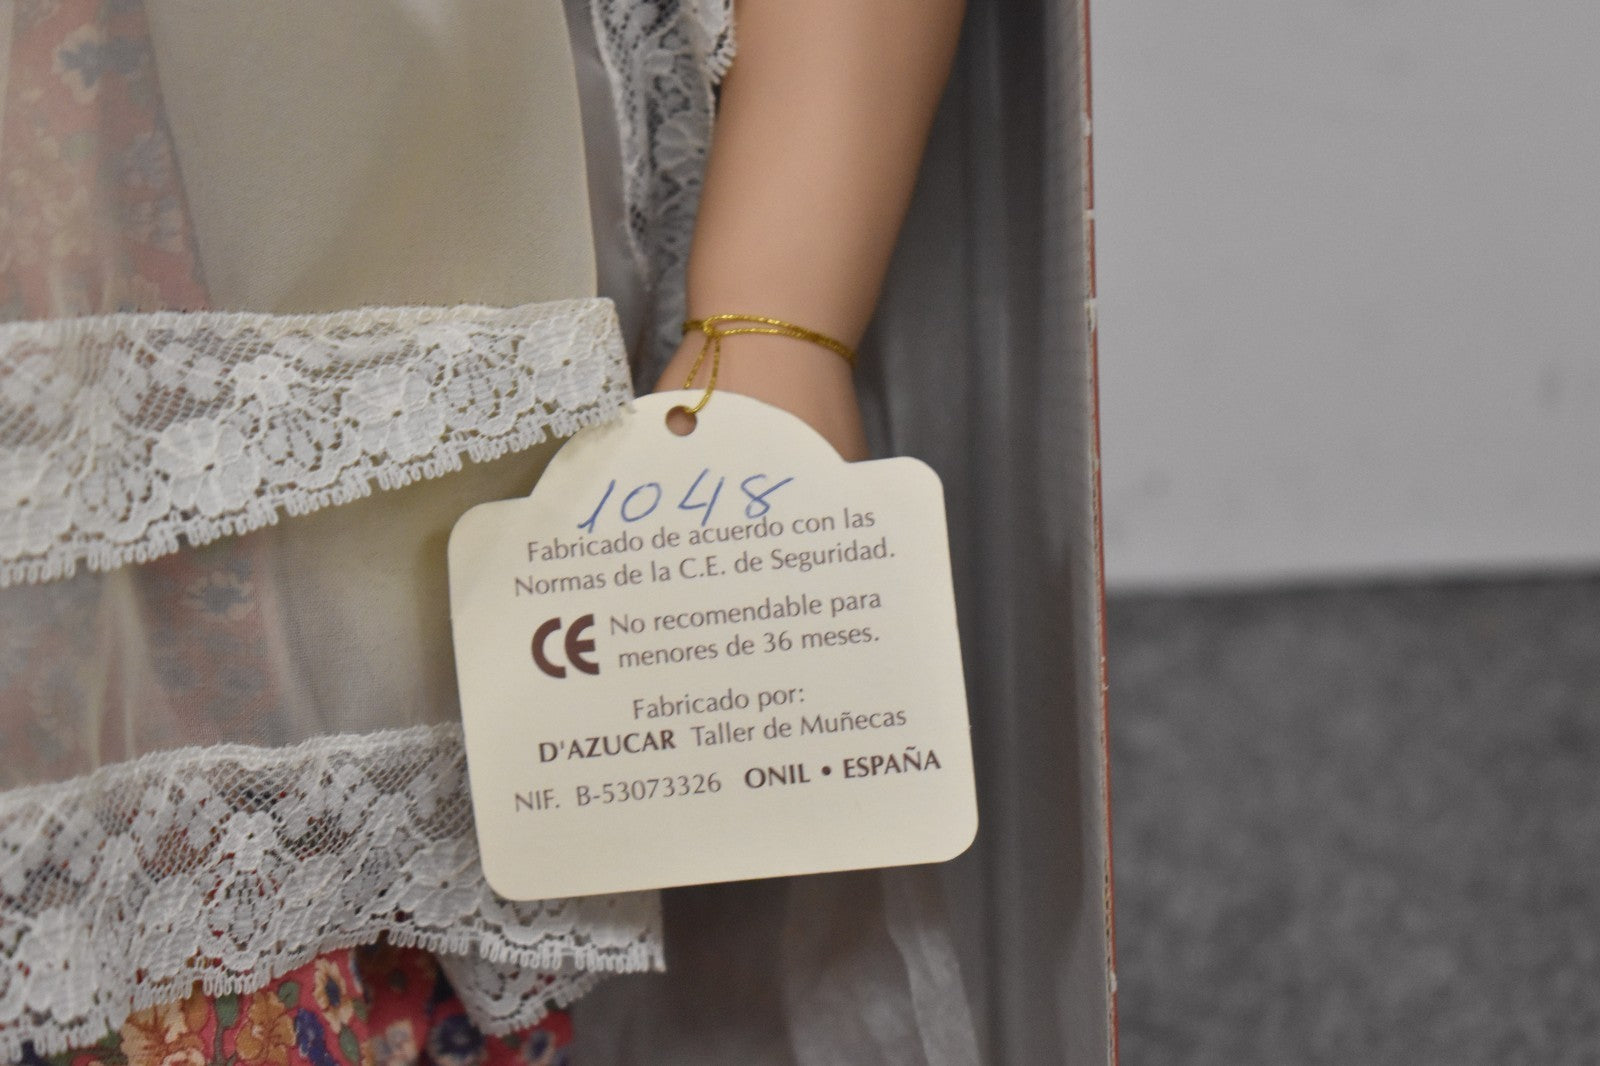 1048
Fabricado de acuerdo con las
Normas de la C.E. de Seguridad.
CE No recomendable para
menores de 36 meses.
Fabricado por:
D'AZUCAR Taller de Muñecas
NIF. B-53073326 ONIL • ESPAÑA